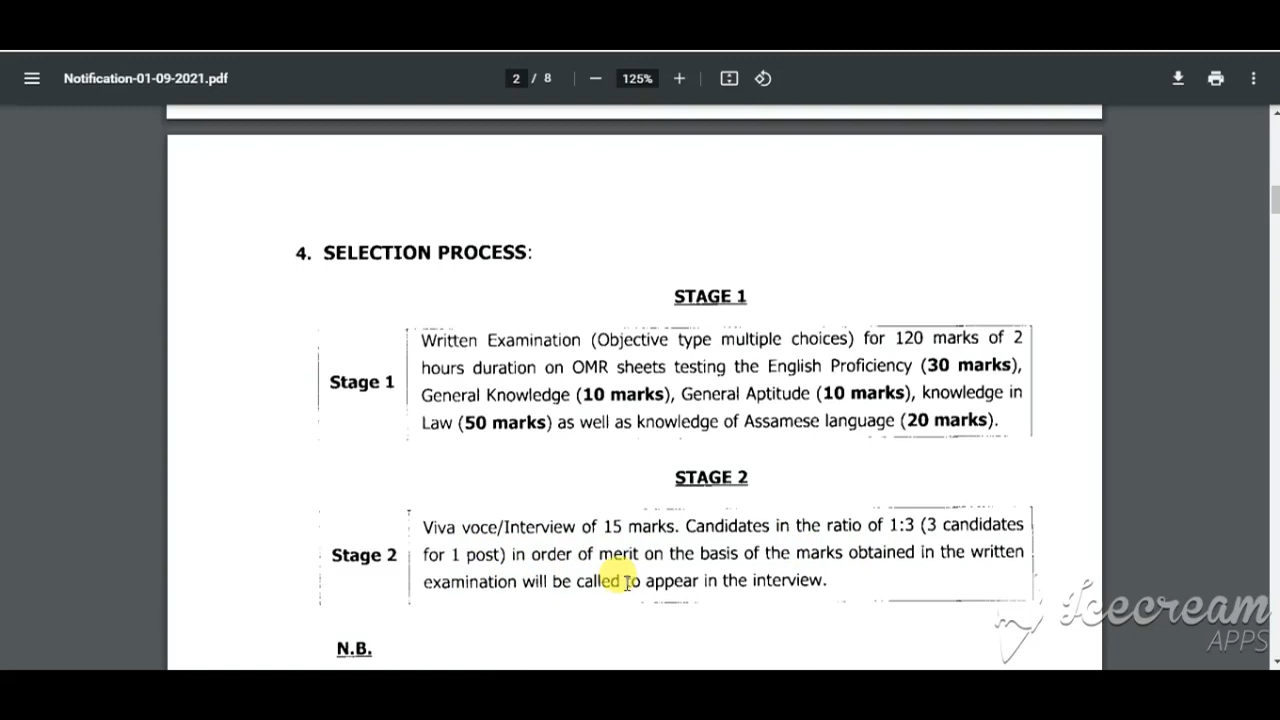 Notification-01-09-2021.pdf
2 / 8
125%
4. SELECTION PROCESS:
STAGE 1
Stage 1
Written Examination (Objective type multiple choices) for 120 marks of 2
hours duration on OMR sheets testing the English Proficiency (30 marks),
General Knowledge (10 marks), General Aptitude (10 marks), knowledge in
Law (50 marks) as well as knowledge of Assamese language (20 marks).
STAGE 2
Stage 2
Viva voce/Interview of 15 marks. Candidates in the ratio of 1:3 (3 candidates
for 1 post) in order of merit on the basis of the marks obtained in the written
examination will be called to appear in the interview.
N.B.
Icecream
APPS